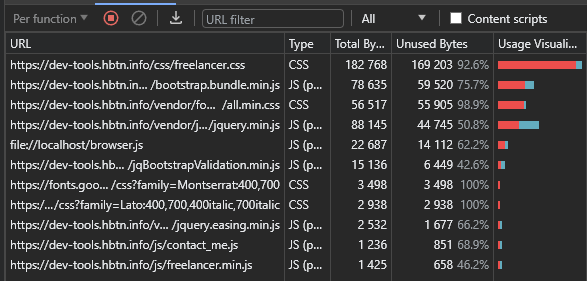 Per function URL filter All Content scripts
URL Type Total By... Unused Bytes Usage Visuali...
https://dev-tools.hbtn.info/css/freelancer.css CSS 182 768 169 203 92.6%
https://dev-tools.hbtn.in... /bootstrap.bundle.min.js JS (p... 78 635 59 520 75.7%
https://dev-tools.hbtn.info/vendor/fo... /all.min.css CSS 56 517 55 905 98.9%
https://dev-tools.hbtn.info/vendor/j.../jquery.min.js JS (p... 88 145 44 745 50.8%
file://localhost/browser.js JS (p... 22 687 14 112 62.2%
https://dev-tools.hb... /jqBootstrapValidation.min.js JS (p... 15 136 6 449 42.6%
https://fonts.goo... /css?family=Montserrat:400,700 CSS 3 498 3 498 100%
https:/... /css?family=Lato:400,700,400italic,700italic CSS 2 938 2 938 100%
https://dev-tools.hbtn.info/v... /jquery.easing.min.js JS (p... 2 532 1 677 66.2%
https://dev-tools.hbtn.info/js/contact_me.js JS (p... 1 236 851 68.9%
https://dev-tools.hbtn.info/js/freelancer.min.js JS (p... 1 425 658 46.2%